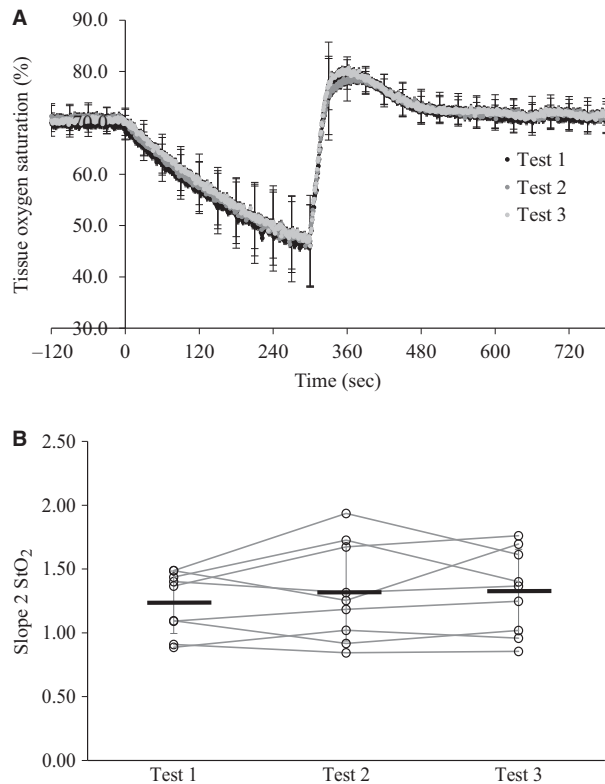 A
Tissue oxygen saturation (%)
90.0
80.0
70.0
60.0
50.0
40.0
30.0
Test 1
Test 2
Test 3
–120 0 120 240 360 480 600 720
Time (sec)
B
Slope 2 StO2
2.50
2.00
1.50
1.00
0.50
0.00
Test 1 Test 2 Test 3